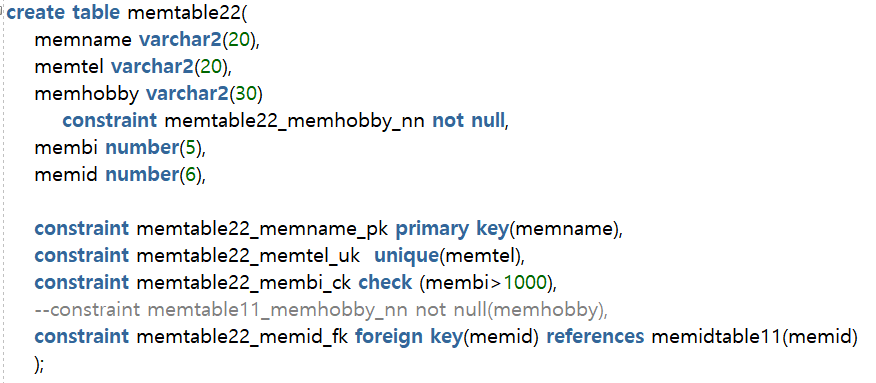 create table memtable22(
memname varchar2(20),
memtel varchar2(20),
memhobby varchar2(30)
constraint memtable22_memhobby_nn not null,
membi number(5),
memid number(6),
constraint memtable22_memname_pk primary key(memname),
constraint memtable22_memtel_uk  unique(memtel),
constraint memtable22_membi_ck check (membi>1000),
--constraint memtable11_memhobby_nn not null(memhobby),
constraint memtable22_memid_fk foreign key(memid) references memidtable11(memid)
);